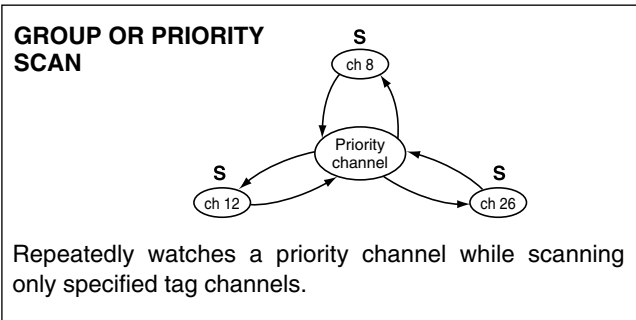 GROUP OR PRIORITY
SCAN
S
ch 8
Priority
channel
S
ch 12
S
ch 26
Repeatedly watches a priority channel while scanning
only specified tag channels.